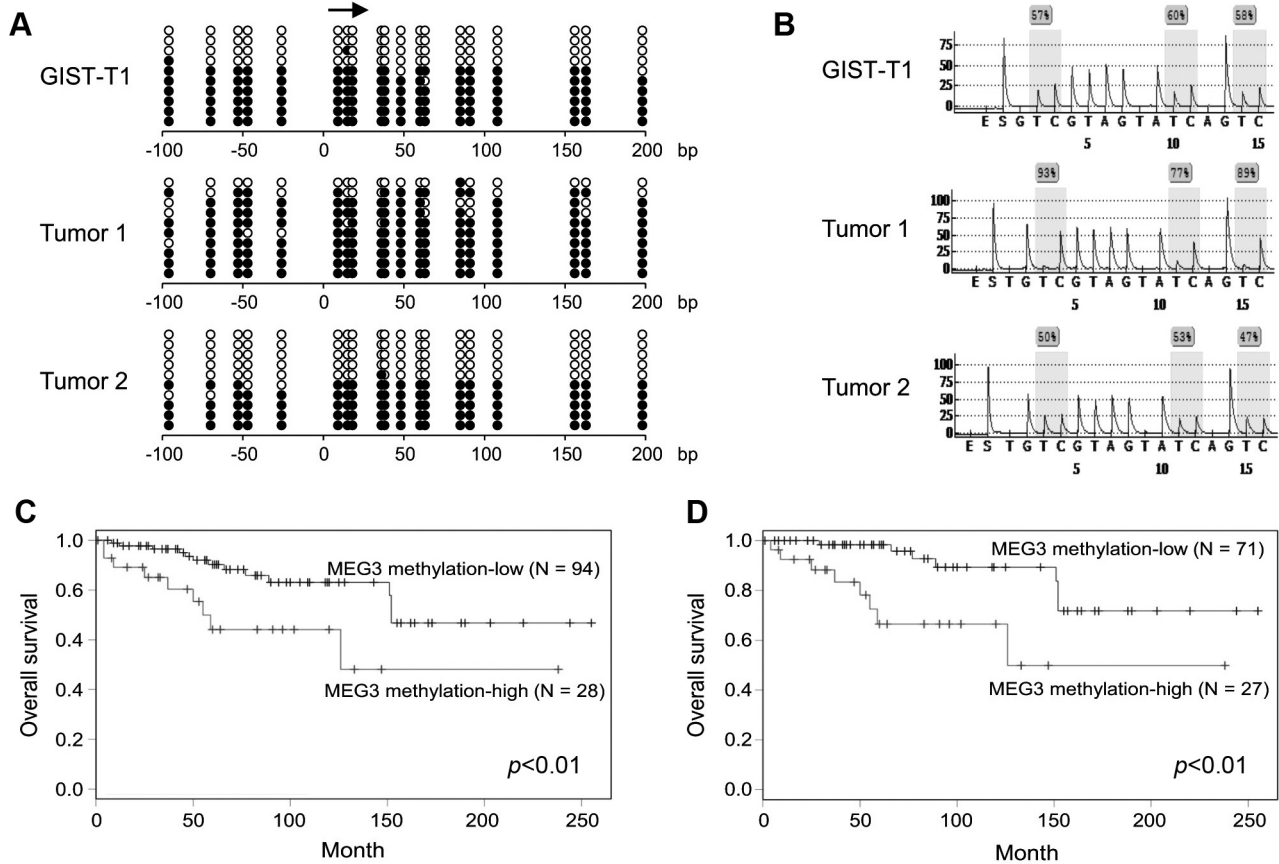 A
GIST-T1
-100 -50 0 50 100 150 200 bp
Tumor 1
-100 -50 0 50 100 150 200 bp
Tumor 2
-100 -50 0 50 100 150 200 bp
B
GIST-T1
57% 60% 58%
75
50
25
0
E S G T C G T A G T A T C A G T C
5 10 15
Tumor 1
93% 77% 89%
100
75
50
25
0
E S T G T C G T A G T A T C A G T C
5 10 15
Tumor 2
50% 53% 47%
100
75
50
25
0
E S T G T C G T A G T A T C A G T C
5 10 15
C
Overall survival
1.0
0.6
0.4
0.4
0.2
0.0
MEG3 methylation-low (N = 94)
MEG3 methylation-high (N = 28)
p<0.01
0 50 100 150 200 250
Month
D
Overall survival
1.0
0.8
0.6
0.4
0.2
0.0
MEG3 methylation-low (N = 71)
MEG3 methylation-high (N = 27)
p<0.01
0 50 100 150 200 250
Month